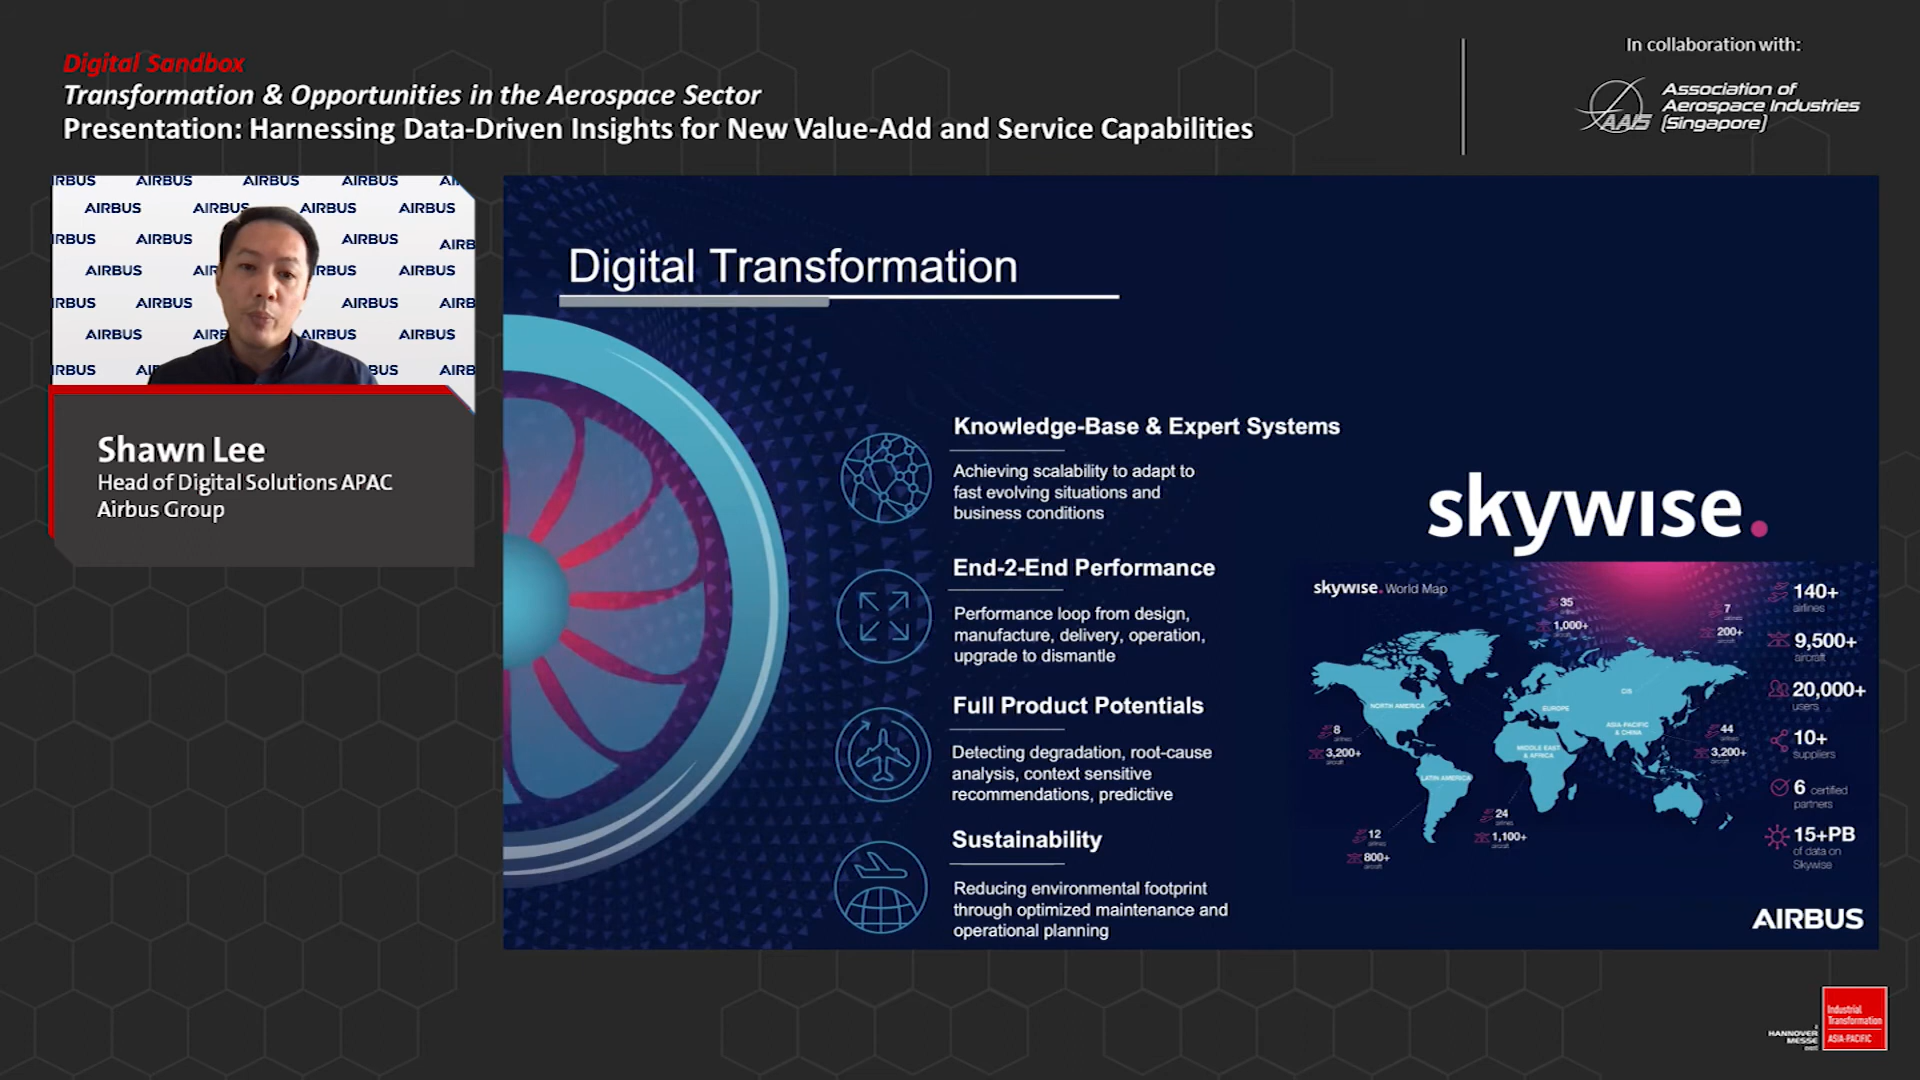 Digital Sandbox
Transformation & Opportunities in the Aerospace Sector
Presentation: Harnessing Data-Driven Insights for New Value-Add and Service Capabilities
In collaboration with:
AAIS
Association of
Aerospace Industries
(Singapore)
RBUS AIRBUS AIRBUS AIRBUS AI
AIRBUS AIRBUS AIRBUS AIRBUS
RBUS AIRBUS AIRBUS AIRB
AIRBUS AI RBUS AIRBUS
RBUS AIRBUS AIRBUS AIRB
AIRBUS AIRB AIRBUS AIRBUS
RBUS AI BUS AIRB
Shawn Lee
Head of Digital Solutions APAC
Airbus Group
Digital Transformation
Knowledge-Base & Expert Systems
Achieving scalability to adapt to
fast evolving situations and
business conditions
End-2-End Performance
Performance loop from design,
manufacture, delivery, operation,
upgrade to dismantle
Full Product Potentials
Detecting degradation, root-cause
analysis, context sensitive
recommendations, predictive
Sustainability
Reducing environmental footprint
through optimized maintenance and
operational planning
skywise.
skywise. World Map
35
airlines
1,000+
aircraft
7
airlines
200+
aircraft
NORTH AMERICA
EUROPE
CIS
ASIA-PACIFIC
& CHINA
MIDDLE EAST
& AFRICA
LATIN AMERICA
8
airlines
3,200+
aircraft
44
airlines
3,200+
aircraft
24
airlines
1,100+
aircraft
12
airlines
800+
aircraft
140+
airlines
9,500+
aircraft
20,000+
users
10+
suppliers
6 certified
partners
15+PB
of data on
Skywise
AIRBUS
HANNOVER
MESSE
Industrial
Transformation
ASIA-PACIFIC